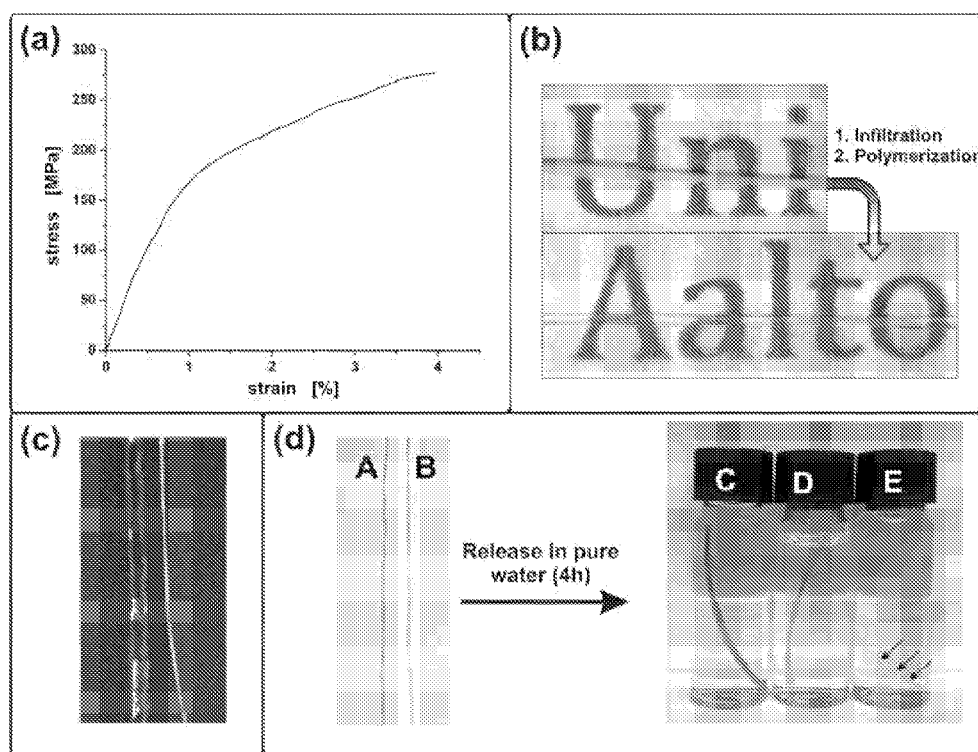 (a)
300
250
200
150
100
50
0
stress [MPa]
0 1 2 3 4
strain [%]
(b)
Uni
1. Infiltration
2. Polymerization
Aalto
(c)
(d)
A B
Release in pure
water (4h)
C D E